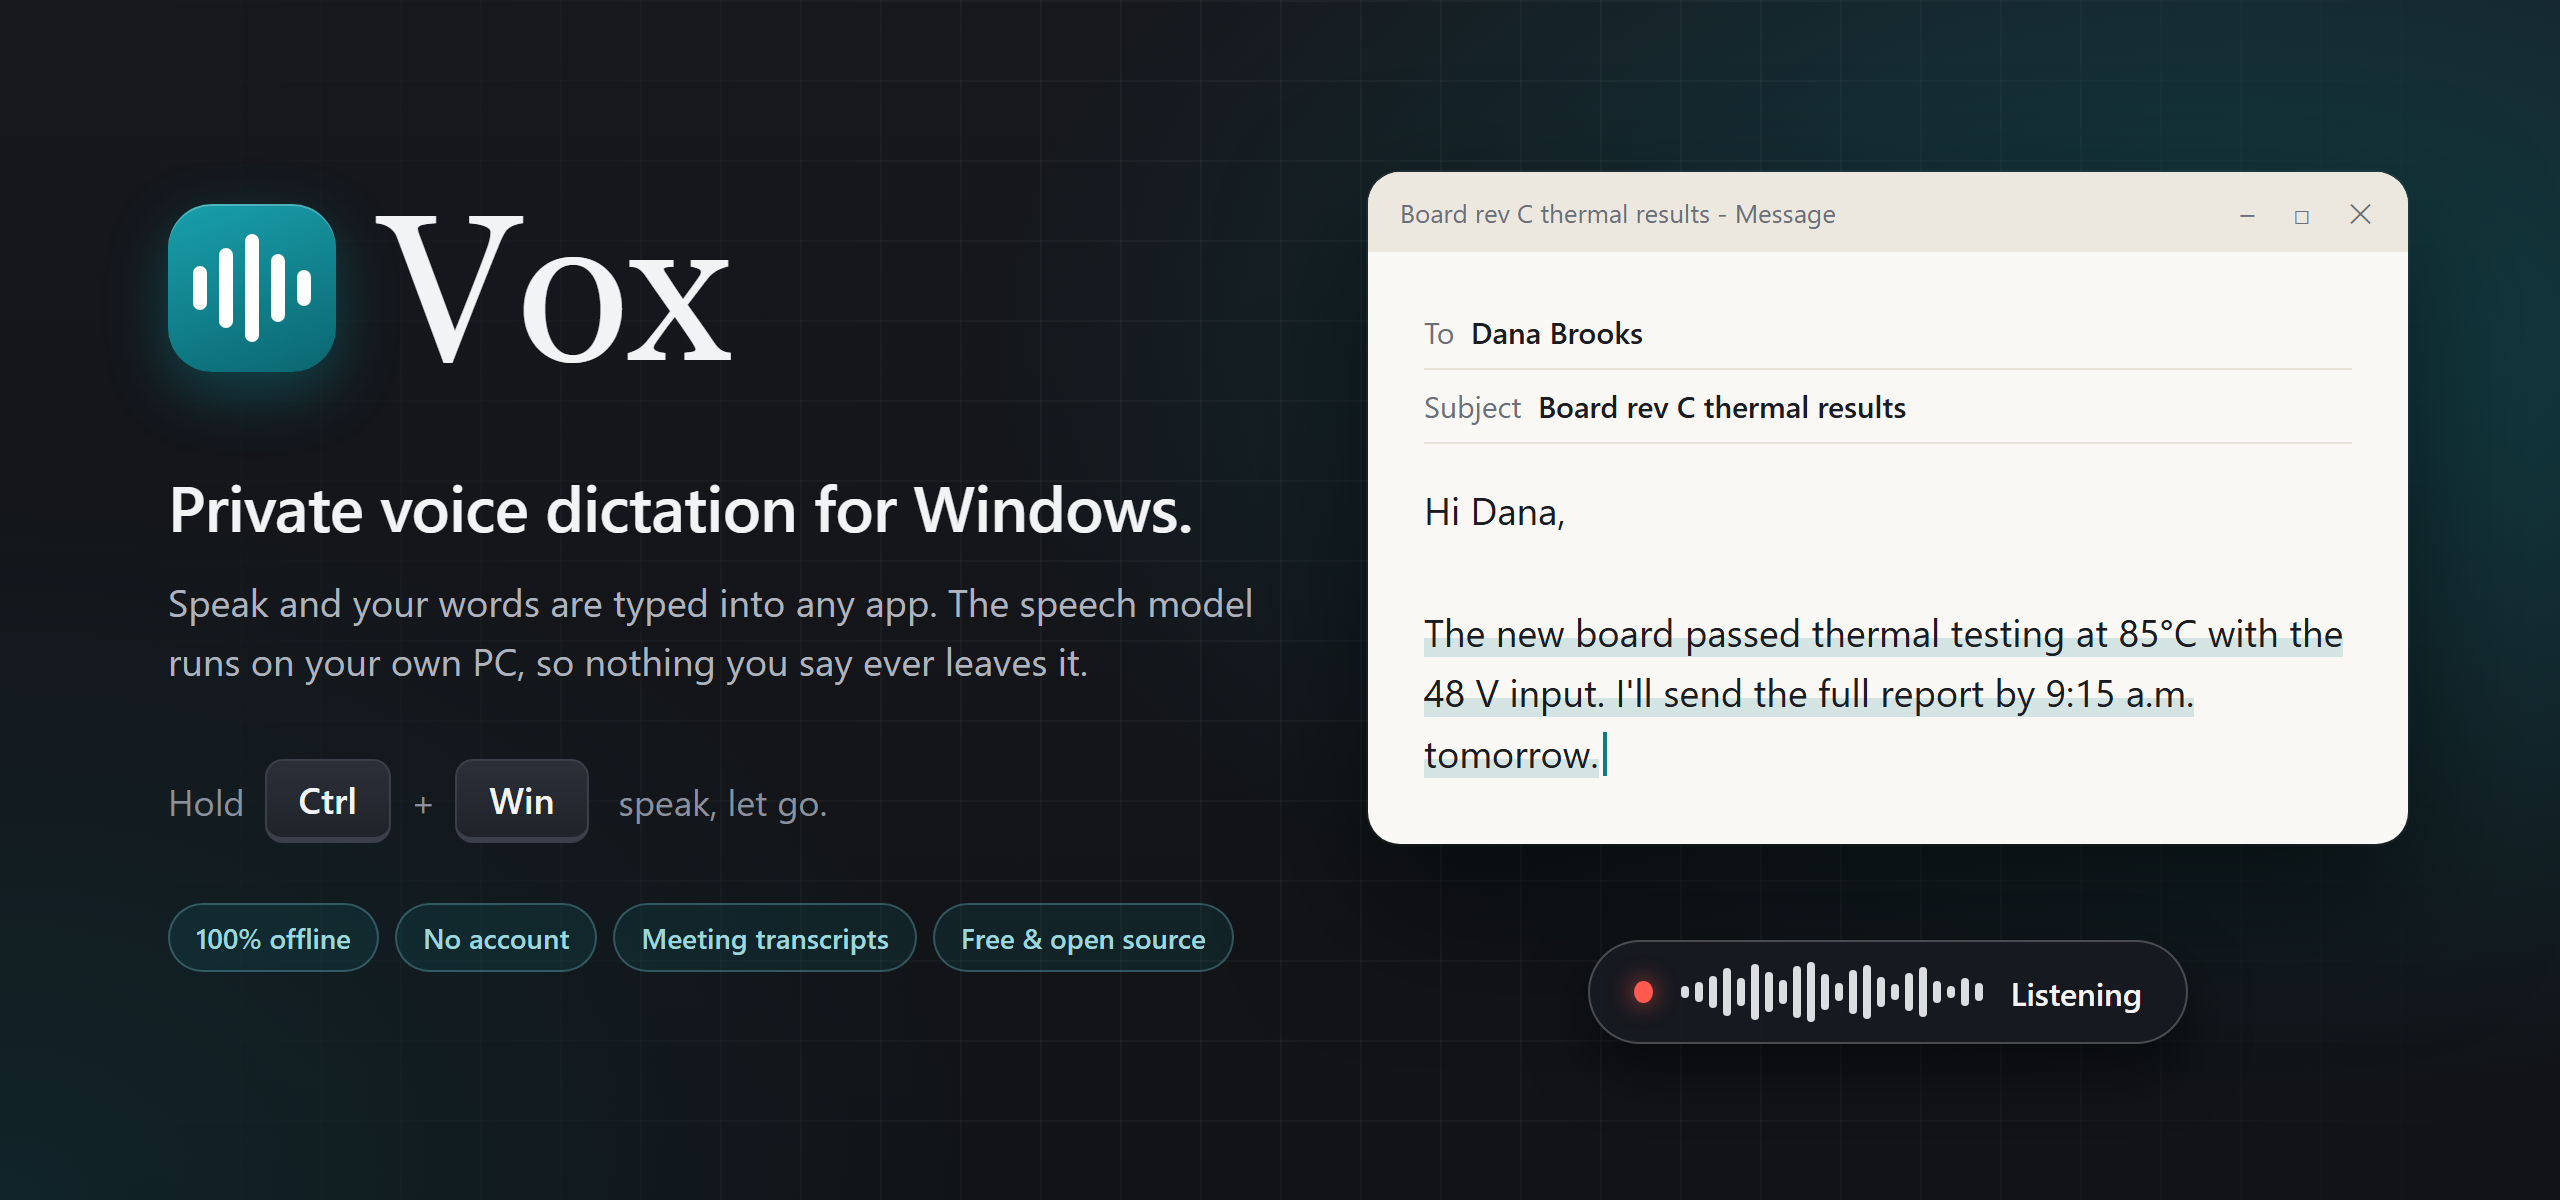 Vox
Private voice dictation for Windows.
Speak and your words are typed into any app. The speech model
runs on your own PC, so nothing you say ever leaves it.
Hold Ctrl + Win speak, let go.
100% offline No account Meeting transcripts Free & open source
Board rev C thermal results - Message
To Dana Brooks
Subject Board rev C thermal results
Hi Dana,
The new board passed thermal testing at 85°C with the
48 V input. I'll send the full report by 9:15 a.m.
tomorrow.
Listening